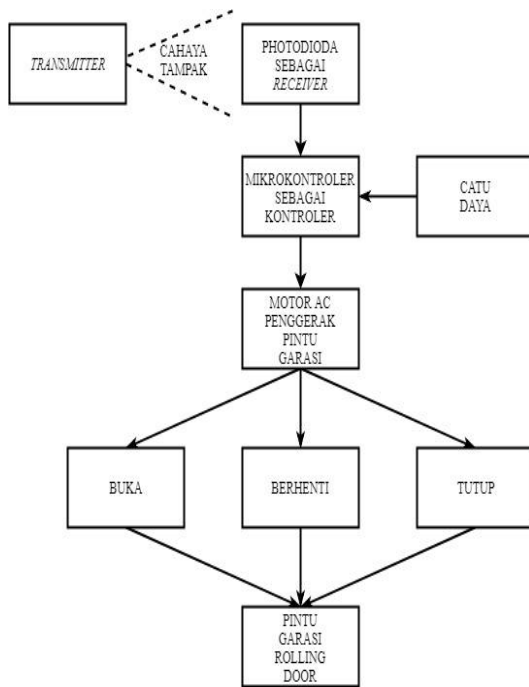 TRANSMITTER
CAHAYA
TAMPAK
PHOTODIODA
SEBAGAI
RECEIVER
MIKROKONTROLER
SEBAGAI
KONTROLER
CATU
DAYA
MOTOR AC
PENGGERAK
PINTU
GARASI
BUKA
BERHENTI
TUTUP
PINTU
GARASI
ROLLING
DOOR